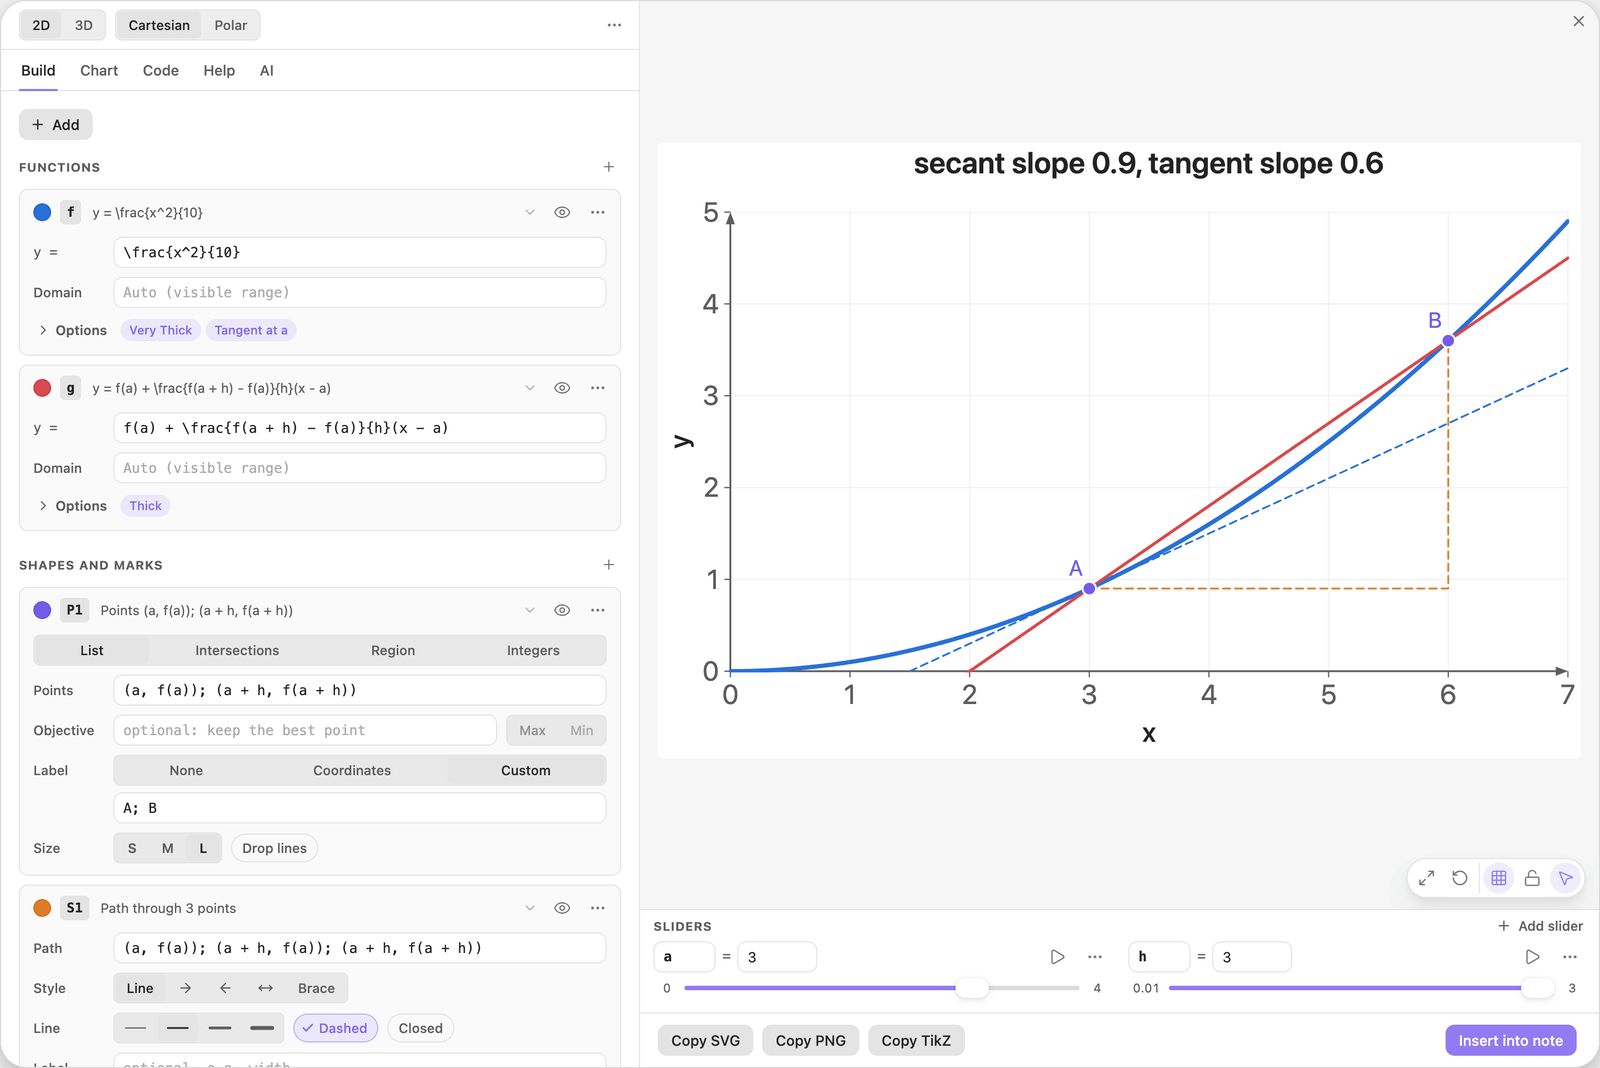 2D 3D Cartesian Polar
Build Chart Code Help AI
+ Add
FUNCTIONS
f y = \frac{x^2}{10}
y = \frac{x^2}{10}
Domain Auto (visible range)
Options Very Thick Tangent at a
g y = f(a) + \frac{f(a + h) - f(a)}{h}(x - a)
y = f(a) + \frac{f(a + h) − f(a)}{h}(x − a)
Domain Auto (visible range)
Options Thick
SHAPES AND MARKS
P1 Points (a, f(a)); (a + h, f(a + h))
List Intersections Region Integers
Points (a, f(a)); (a + h, f(a + h))
Objective optional: keep the best point Max Min
Label None Coordinates Custom
A; B
Size S M L Drop lines
S1 Path through 3 points
Path (a, f(a)); (a + h, f(a)); (a + h, f(a + h))
Style Line → ← ↔ Brace
Line Dashed Closed
Label optional, e.g. width
secant slope 0.9, tangent slope 0.6
5
4
3
2
1
0
y
A
B
0 1 2 3 4 5 6 7
x
SLIDERS + Add slider
a = 3 h = 3
0 4 0.01 3
Copy SVG Copy PNG Copy TikZ Insert into note